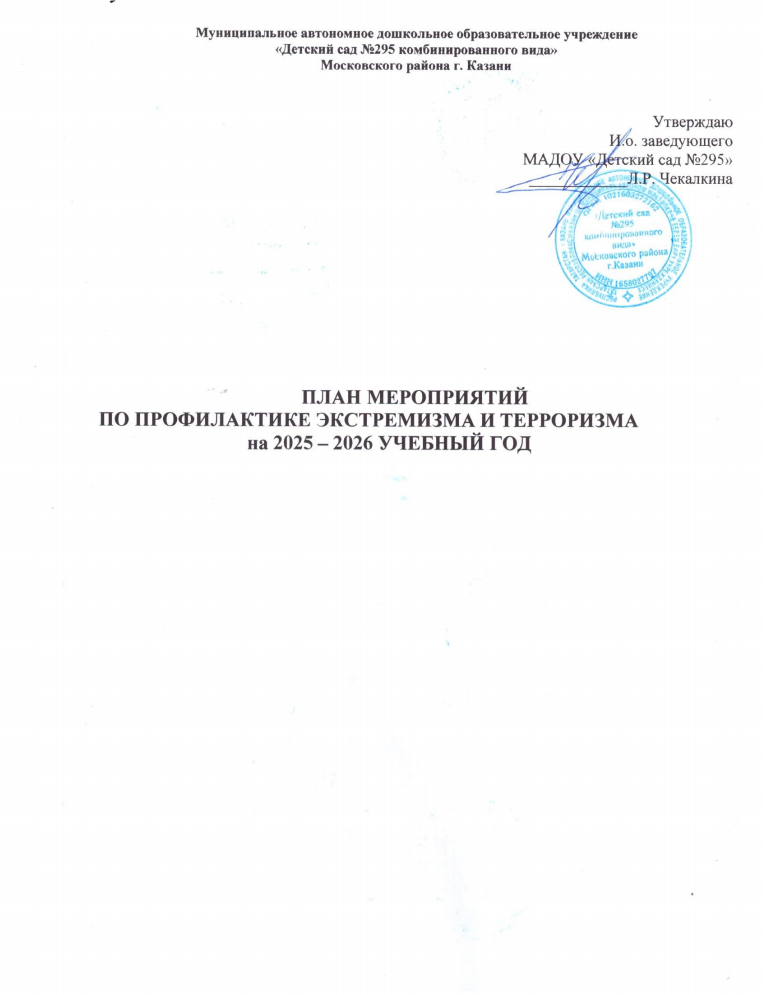 Муниципальное автономное дошкольное образовательное учреждение
«Детский сад №295 комбинированного вида»
Московского района г. Казани
Утверждаю
И.о. заведующего
МАДОУ «Детский сад №295»
____________Л.Р. Чекалкина
«Детский сад
№295
комбинированного
вида»
Московского района
г.Казани
ИНН 1658027797
ПЛАН МЕРОПРИЯТИЙ
ПО ПРОФИЛАКТИКЕ ЭКСТРЕМИЗМА И ТЕРРОРИЗМА
на 2025 – 2026 УЧЕБНЫЙ ГОД